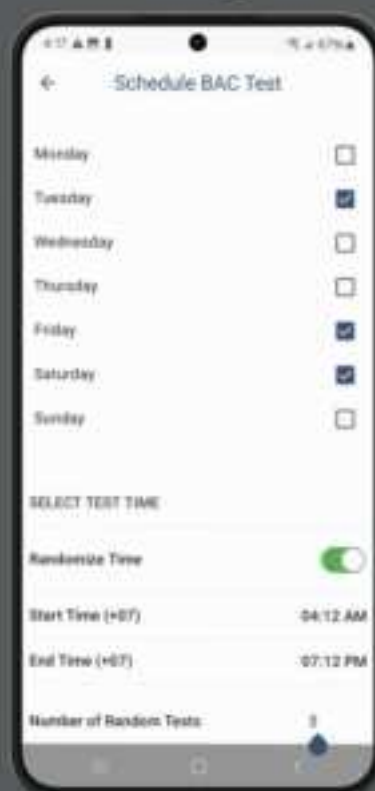 Schedule BAC Test
Monday
Tuesday
Wednesday
Thursday
Friday
Saturday
Sunday
SELECT TEST TIME
Randomize Time
Start Time (+07) 04:12 AM
End Time (+07) 07:12 PM
Number of Random Tests